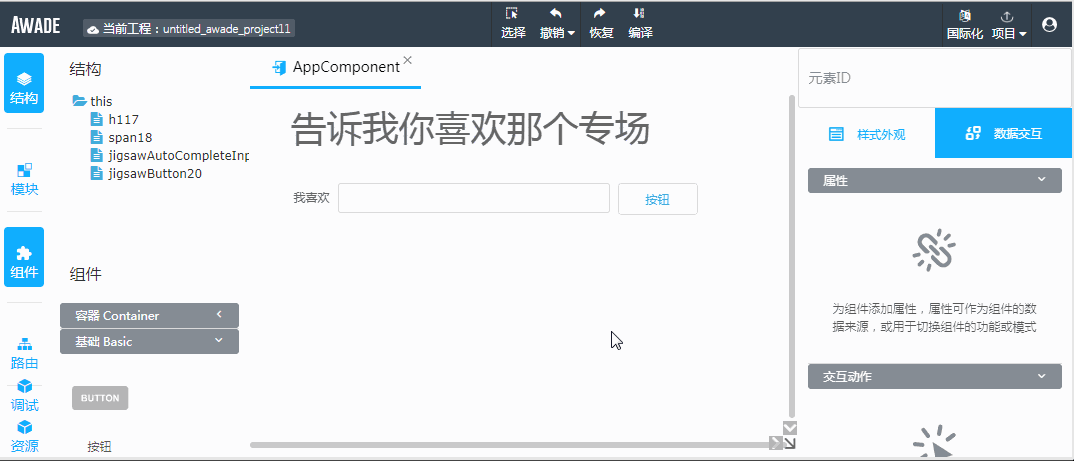 AWADE
当前工程：untitled_awade_project11
选择
撤销
恢复
编译
国际化
项目
结构
模块
组件
路由
调试
资源
结构
this
h117
span18
jigsawAutoCompleteInp
jigsawButton20
组件
容器 Container
基础 Basic
BUTTON
按钮
AppComponent
告诉我你喜欢那个专场
我喜欢
按钮
元素ID
样式外观
数据交互
属性
为组件添加属性，属性可作为组件的数
据来源，或用于切换组件的功能或模式
交互动作